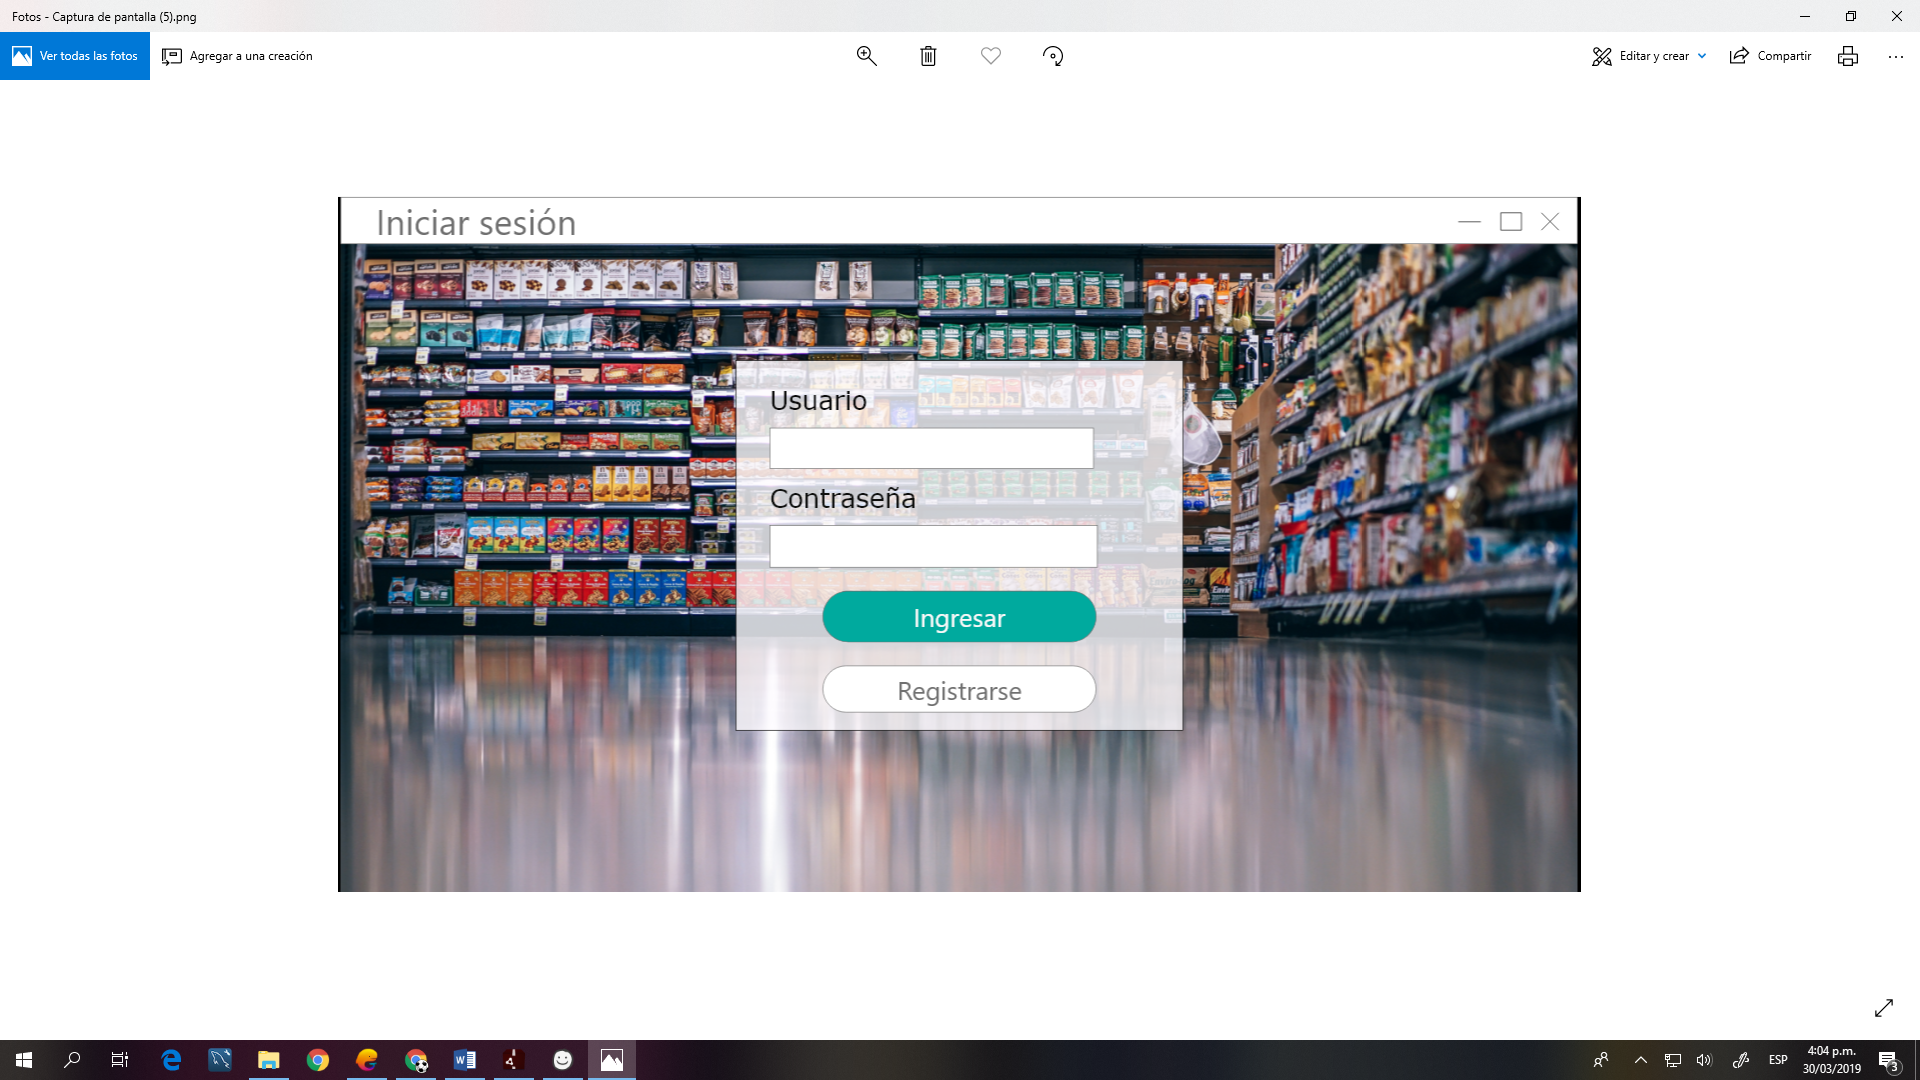 Fotos - Captura de pantalla (5).png
Ver todas las fotos
Agregar a una creación
Editar y crear
Compartir
Iniciar sesión
Usuario
Contraseña
Ingresar
Registrarse
ESP
4:04 p.m.
30/03/2019
3